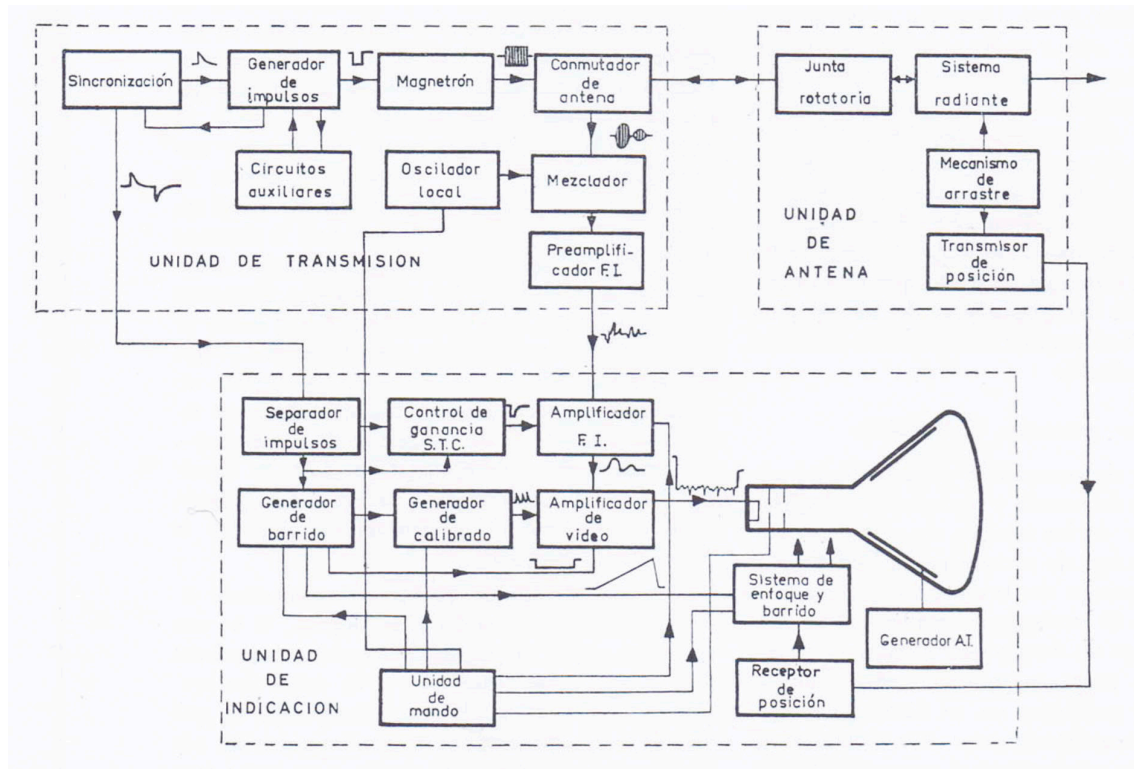 Sincronización
Generador
de
impulsos
Magnetrón
Conmutador
de
antena
Junta
rotatoria
Sistema
radiante
Círcuitos
auxiliares
Oscilador
local
Mezclador
Mecanismo
de
arrastre
Preamplifi-
cador F.I.
Transmisor
de
posición
UNIDAD DE TRANSMISION
UNIDAD
DE
ANTENA
Separador
de
impulsos
Control de
ganancia
S.T.C.
Amplificador
F. I.
Generador
de
barrido
Generador
de
calibrado
Amplificador
de
video
Sistema de
enfoque y
barrido
Generador A.I.
Unidad
de
mando
Receptor
de
posición
UNIDAD
DE
INDICACION